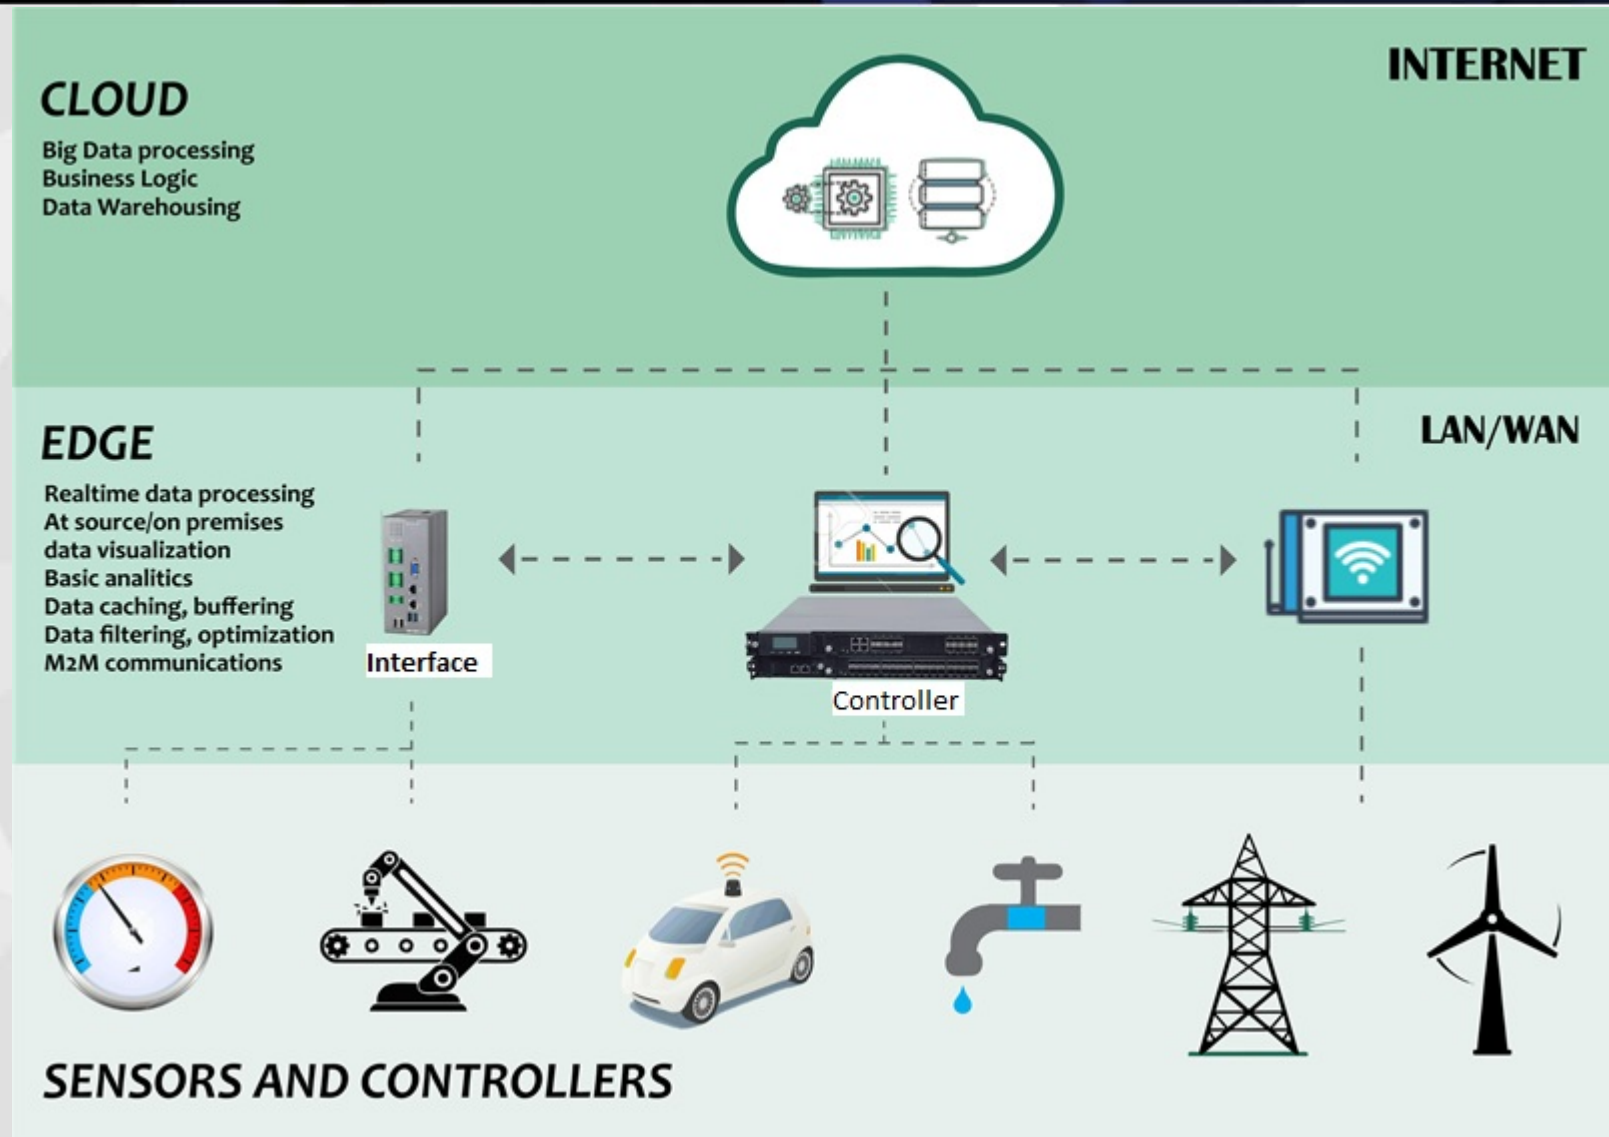 CLOUD
Big Data processing
Business Logic
Data Warehousing
INTERNET
EDGE
Realtime data processing
At source/on premises
data visualization
Basic analitics
Data caching, buffering
Data filtering, optimization
M2M communications
LAN/WAN
Interface
Controller
SENSORS AND CONTROLLERS